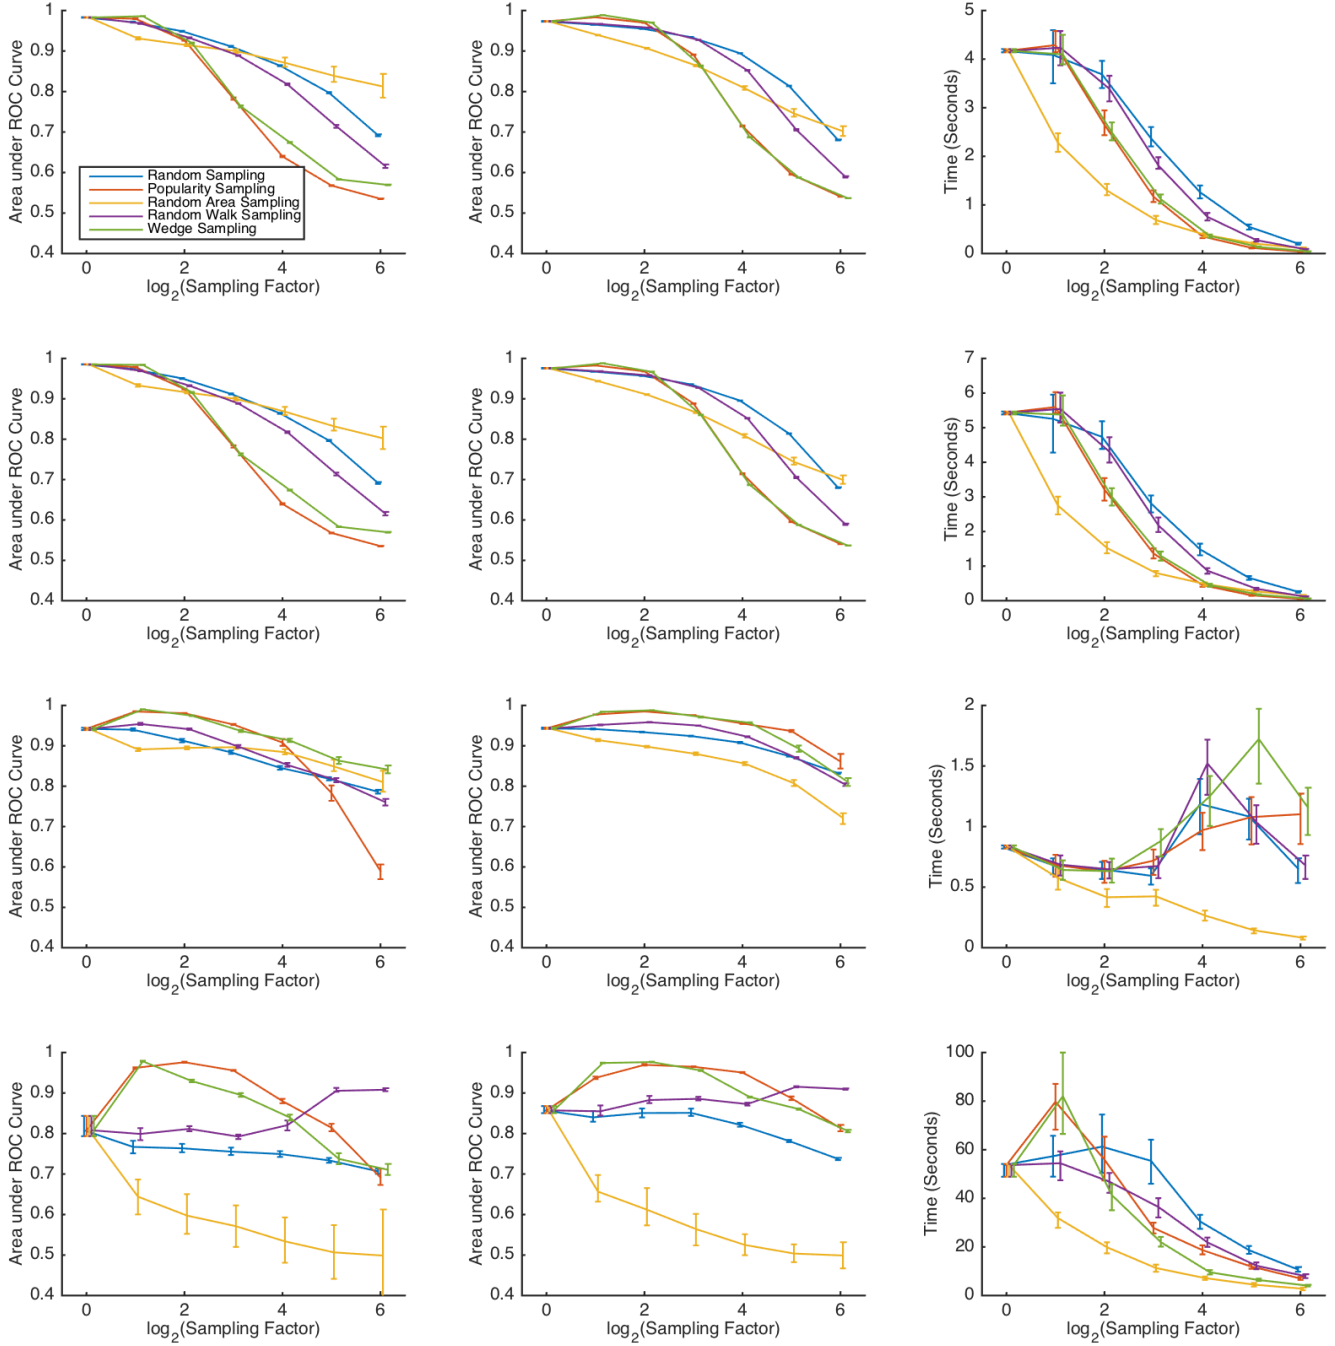 Area under ROC Curve
1
0.9
0.8
0.7
0.6
0.5
0.4
0 2 4 6
log2(Sampling Factor)
Random Sampling
Popularity Sampling
Random Area Sampling
Random Walk Sampling
Wedge Sampling
Area under ROC Curve
1
0.9
0.8
0.7
0.6
0.5
0.4
0 2 4 6
log2(Sampling Factor)
Time (Seconds)
5
4
3
2
1
0
0 2 4 6
log2(Sampling Factor)
Area under ROC Curve
1
0.9
0.8
0.7
0.6
0.5
0.4
0 2 4 6
log2(Sampling Factor)
Area under ROC Curve
1
0.9
0.8
0.7
0.6
0.5
0.4
0 2 4 6
log2(Sampling Factor)
Time (Seconds)
7
6
5
4
3
2
1
0
0 2 4 6
log2(Sampling Factor)
Area under ROC Curve
1
0.9
0.8
0.7
0.6
0.5
0.4
0 2 4 6
log2(Sampling Factor)
Area under ROC Curve
1
0.9
0.8
0.7
0.6
0.5
0.4
0 2 4 6
log2(Sampling Factor)
Time (Seconds)
2
1.5
1
0.5
0
0 2 4 6
log2(Sampling Factor)
Area under ROC Curve
1
0.9
0.8
0.7
0.6
0.5
0.4
0 2 4 6
log2(Sampling Factor)
Area under ROC Curve
1
0.9
0.8
0.7
0.6
0.5
0.4
0 2 4 6
log2(Sampling Factor)
Time (Seconds)
100
80
60
40
20
0
0 2 4 6
log2(Sampling Factor)